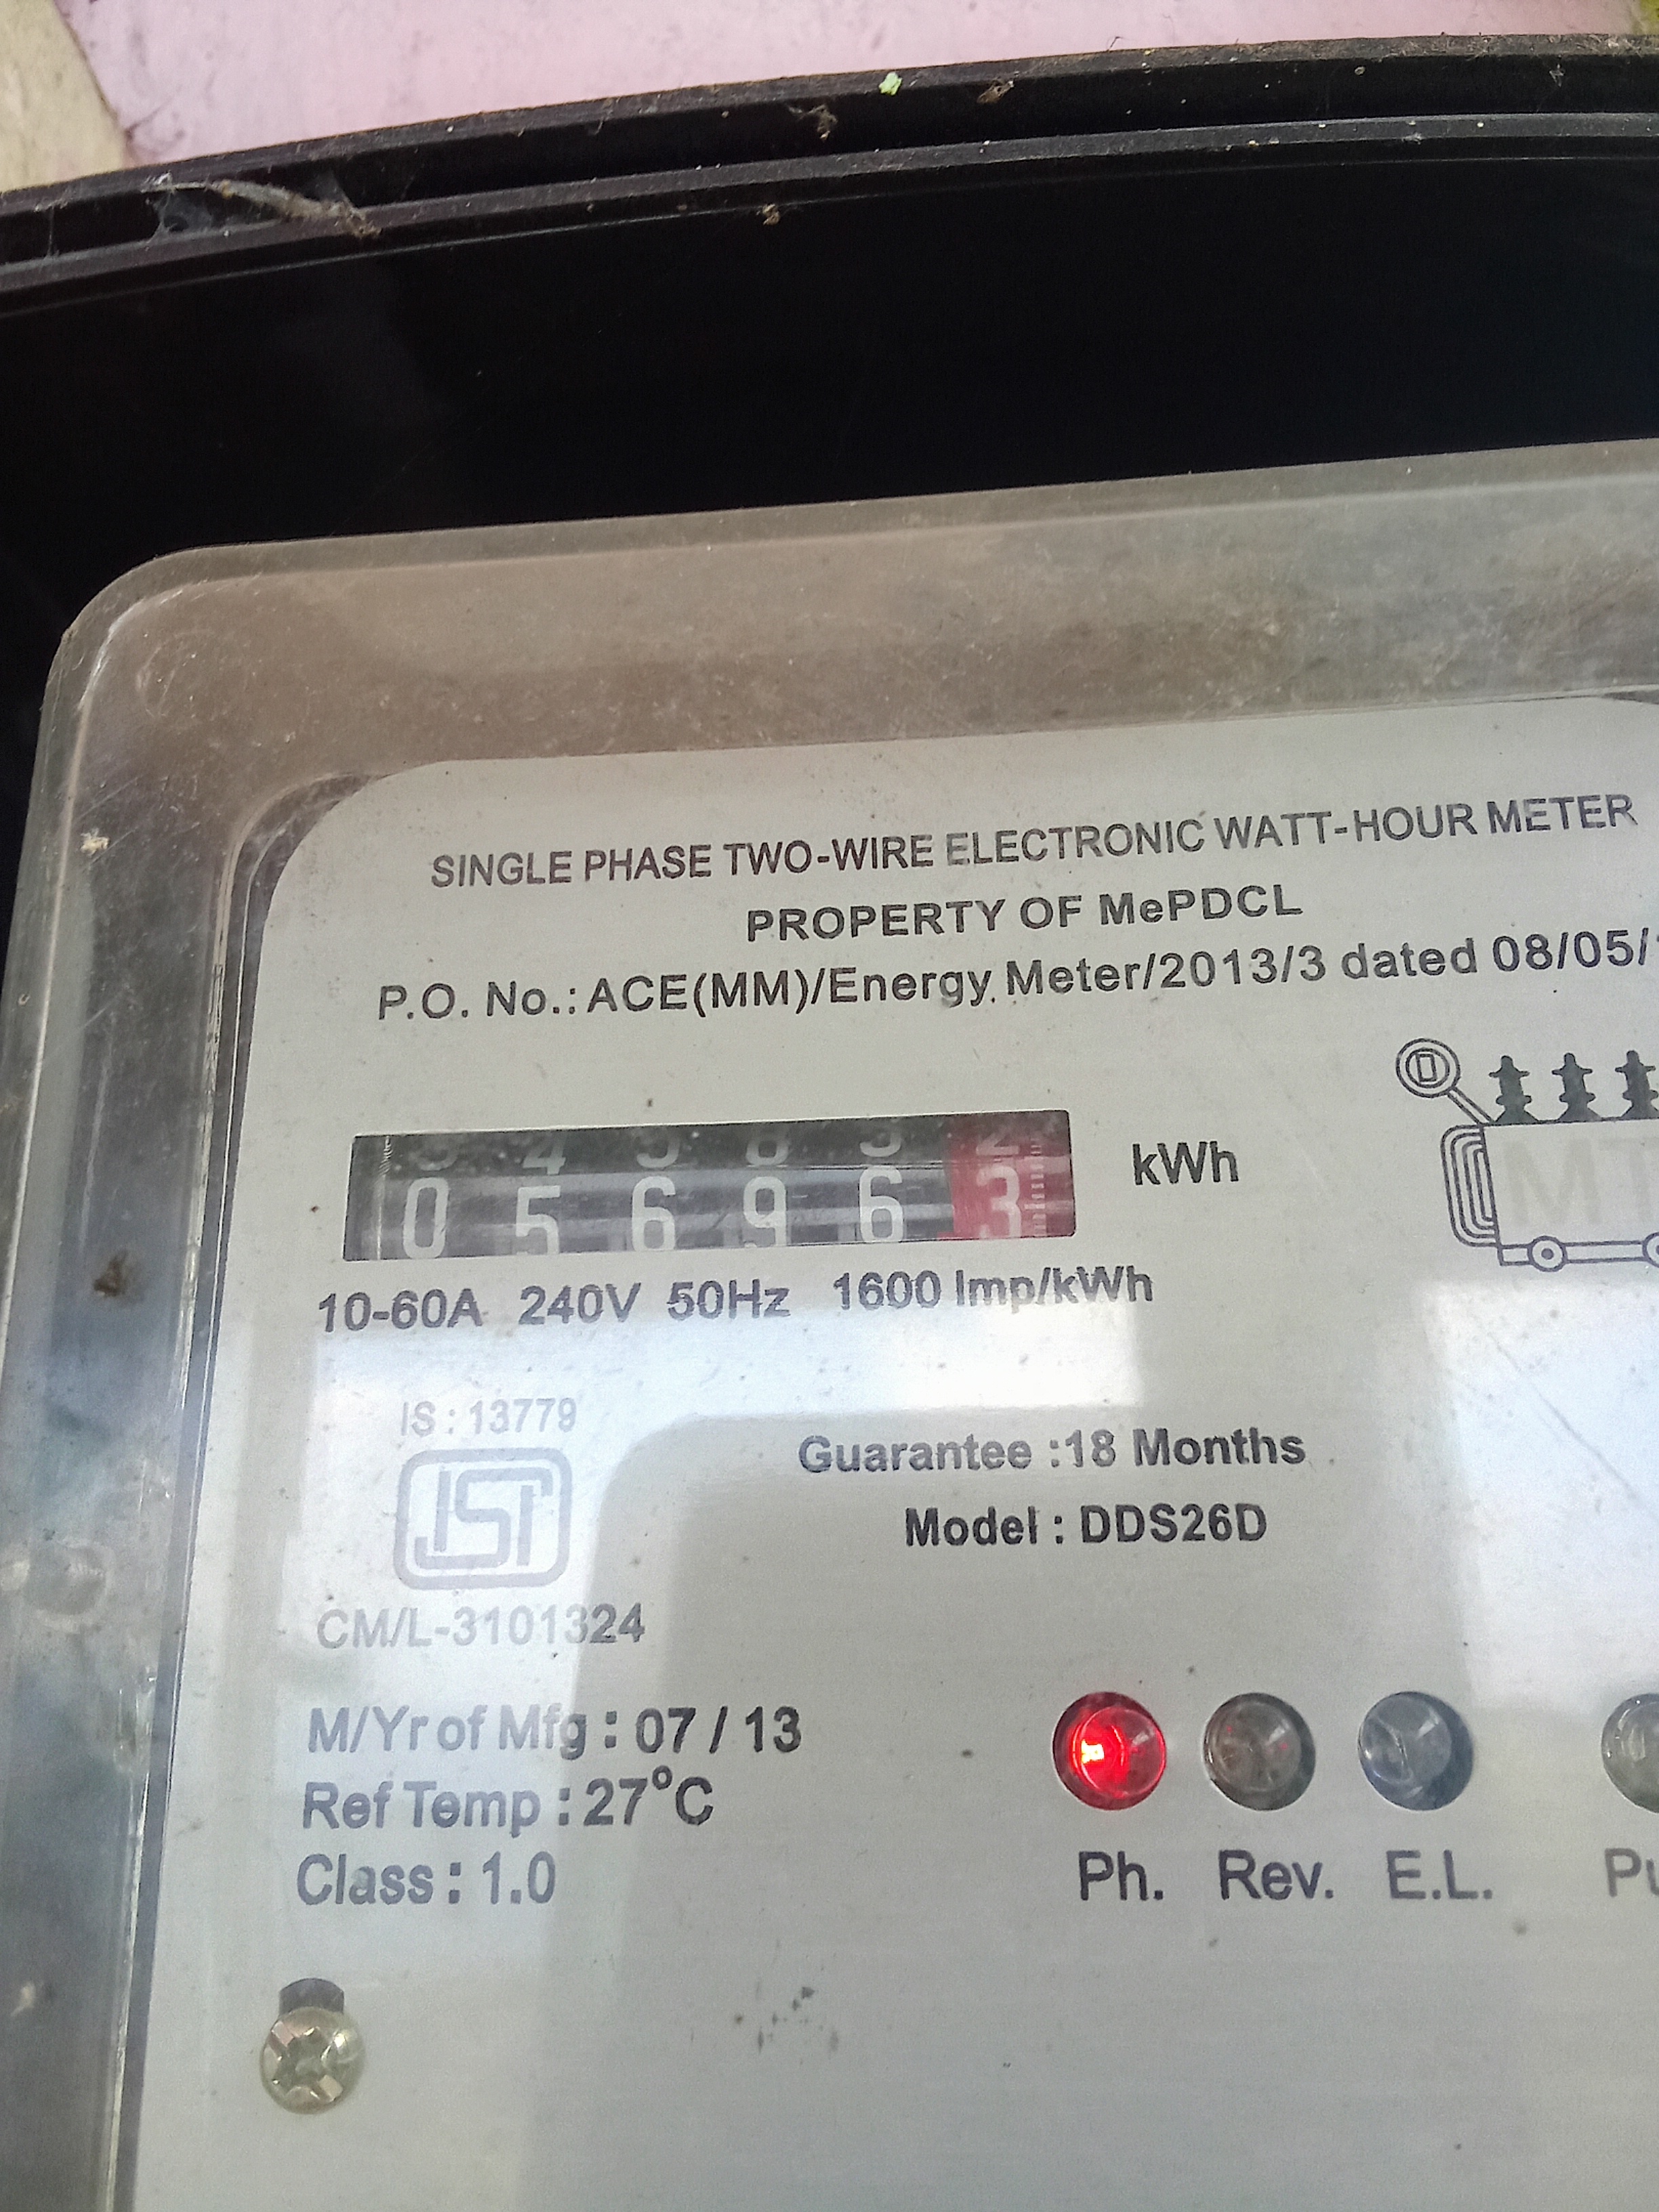 SINGLE PHASE TWO-WIRE ELECTRONIC WATT-HOUR METER
PROPERTY OF MePDCL
P.O. No.: ACE(MM)/Energy Meter/2013/3 dated 08/05/
0 5 6 9 6 3 kWh
10-60A 240V 50Hz 1600 Imp/kWh
IS : 13779
ISI
CM/L-3101324
Guarantee :18 Months
Model : DDS26D
M/Yr of Mfg : 07 / 13
Ref Temp : 27°C
Class : 1.0
Ph. Rev. E.L.